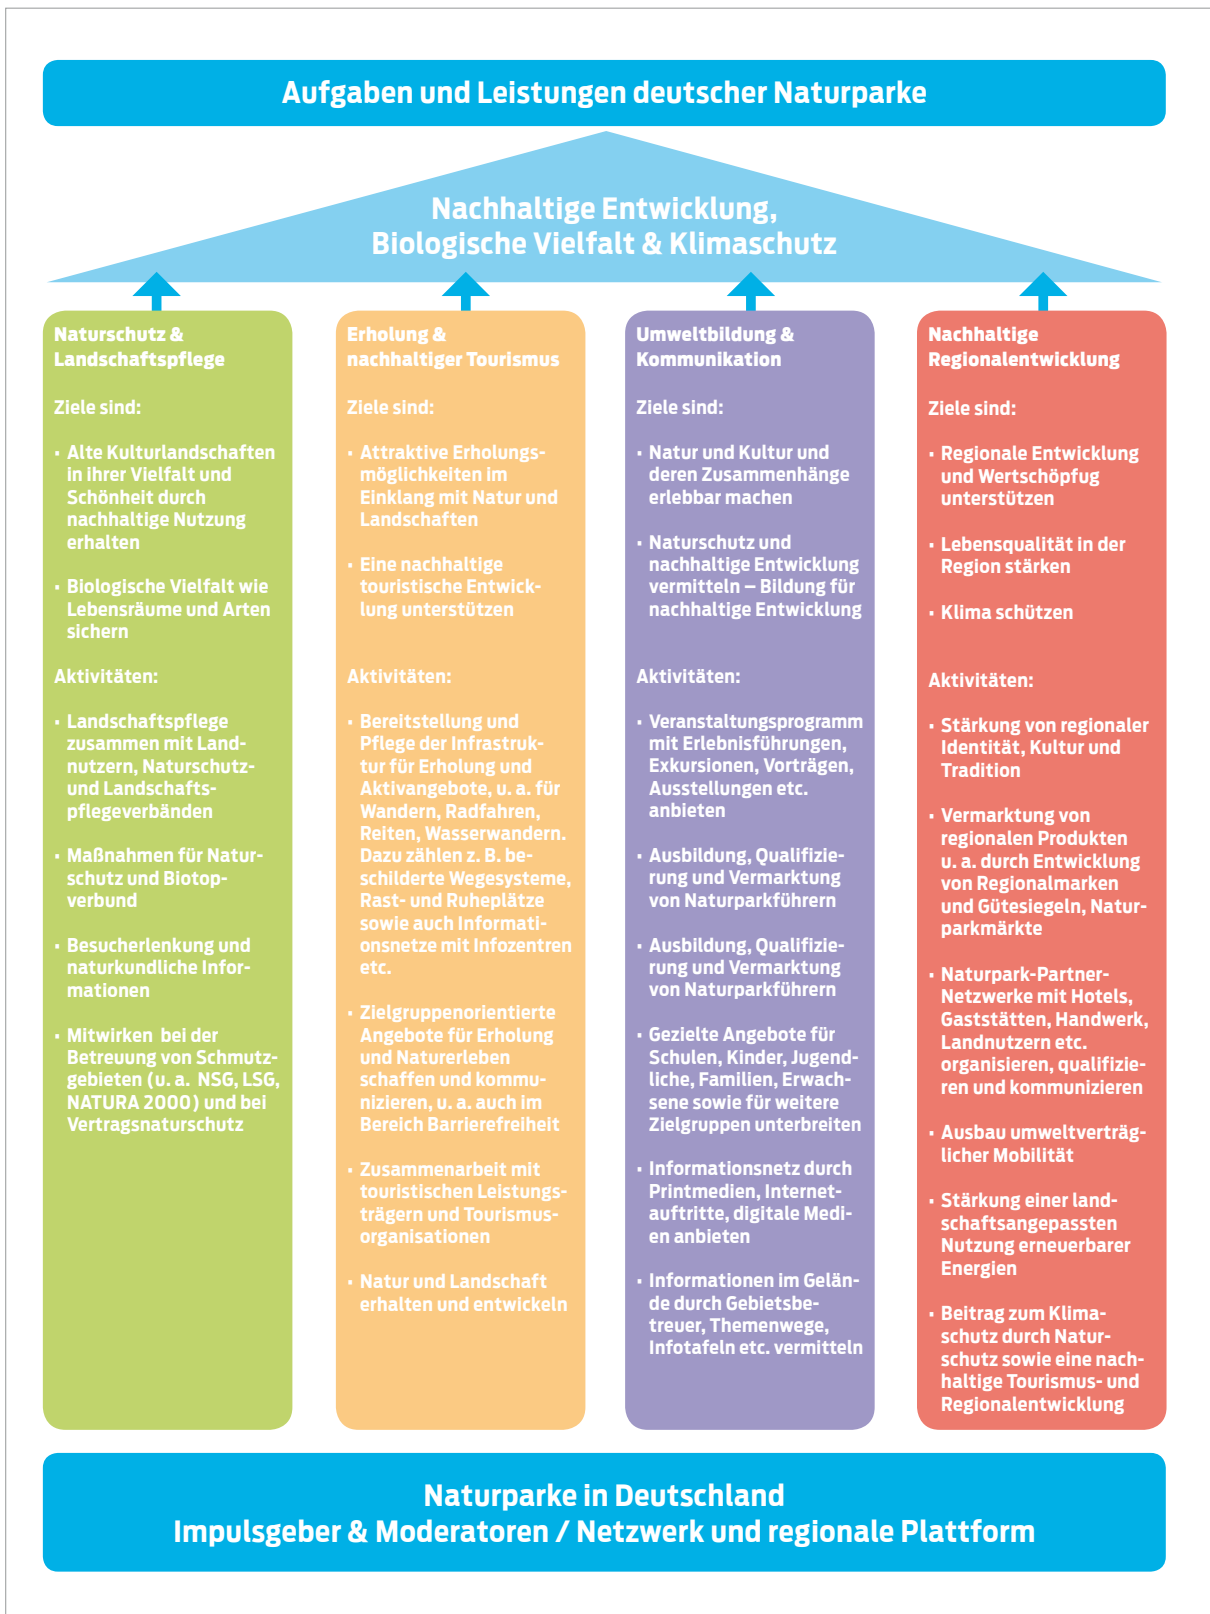 Aufgaben und Leistungen deutscher Naturparke
Nachhaltige Entwicklung,
Biologische Vielfalt & Klimaschutz
Naturschutz &
Landschaftspflege
Ziele sind:
· Alte Kulturlandschaften
in ihrer Vielfalt und
Schönheit durch
nachhaltige Nutzung
erhalten
· Biologische Vielfalt wie
Lebensräume und Arten
sichern
Aktivitäten:
· Landschaftspflege
zusammen mit Land-
nutzern, Naturschutz-
und Landschafts-
pflegeverbänden
· Maßnahmen für Natur-
schutz und Biotop-
verbund
· Besucherlenkung und
naturkundliche Infor-
mationen
· Mitwirken bei der
Betreuung von Schmutz-
gebieten (u. a. NSG, LSG,
NATURA 2000) und bei
Vertragsnaturschutz
Erholung &
nachhaltiger Tourismus
Ziele sind:
· Attraktive Erholungs-
möglichkeiten im
Einklang mit Natur und
Landschaften
· Eine nachhaltige
touristische Entwick-
lung unterstützen
Aktivitäten:
· Bereitstellung und
Pflege der Infrastruk-
tur für Erholung und
Aktivangebote, u. a. für
Wandern, Radfahren,
Reiten, Wasserwandern.
Dazu zählen z. B. be-
schilderte Wegesysteme,
Rast- und Ruheplätze
sowie auch Informati-
onsnetze mit Infozentren
etc.
· Zielgruppenorientierte
Angebote für Erholung
und Naturerleben
schaffen und kommu-
nizieren, u. a. auch im
Bereich Barrierefreiheit
· Zusammenarbeit mit
touristischen Leistungs-
trägern und Tourismus-
organisationen
· Natur und Landschaft
erhalten und entwickeln
Umweltbildung &
Kommunikation
Ziele sind:
· Natur und Kultur und
deren Zusammenhänge
erlebbar machen
· Naturschutz und
nachhaltige Entwicklung
vermitteln – Bildung für
nachhaltige Entwicklung
Aktivitäten:
· Veranstaltungsprogramm
mit Erlebnisführungen,
Exkursionen, Vorträgen,
Ausstellungen etc.
anbieten
· Ausbildung, Qualifizie-
rung und Vermarktung
von Naturparkführern
· Ausbildung, Qualifizie-
rung und Vermarktung
von Naturparkführern
· Gezielte Angebote für
Schulen, Kinder, Jugend-
liche, Familien, Erwach-
sene sowie für weitere
Zielgruppen unterbreiten
· Informationsnetz durch
Printmedien, Internet-
auftritte, digitale Medi-
en anbieten
· Informationen im Gelän-
de durch Gebietsbe-
treuer, Themenwege,
Infotafeln etc. vermitteln
Nachhaltige
Regionalentwicklung
Ziele sind:
· Regionale Entwicklung
und Wertschöpfug
unterstützen
· Lebensqualität in der
Region stärken
· Klima schützen
Aktivitäten:
· Stärkung von regionaler
Identität, Kultur und
Tradition
· Vermarktung von
regionalen Produkten
u. a. durch Entwicklung
von Regionalmarken
und Gütesiegeln, Natur-
parkmärkte
· Naturpark-Partner-
Netzwerke mit Hotels,
Gaststätten, Handwerk,
Landnutzern etc.
organisieren, qualifizie-
ren und kommunizieren
· Ausbau umweltverträg-
licher Mobilität
· Stärkung einer land-
schaftsangepassten
Nutzung erneuerbarer
Energien
· Beitrag zum Klima-
schutz durch Natur-
schutz sowie eine nach-
haltige Tourismus- und
Regionalentwicklung
Naturparke in Deutschland
Impulsgeber & Moderatoren / Netzwerk und regionale Plattform